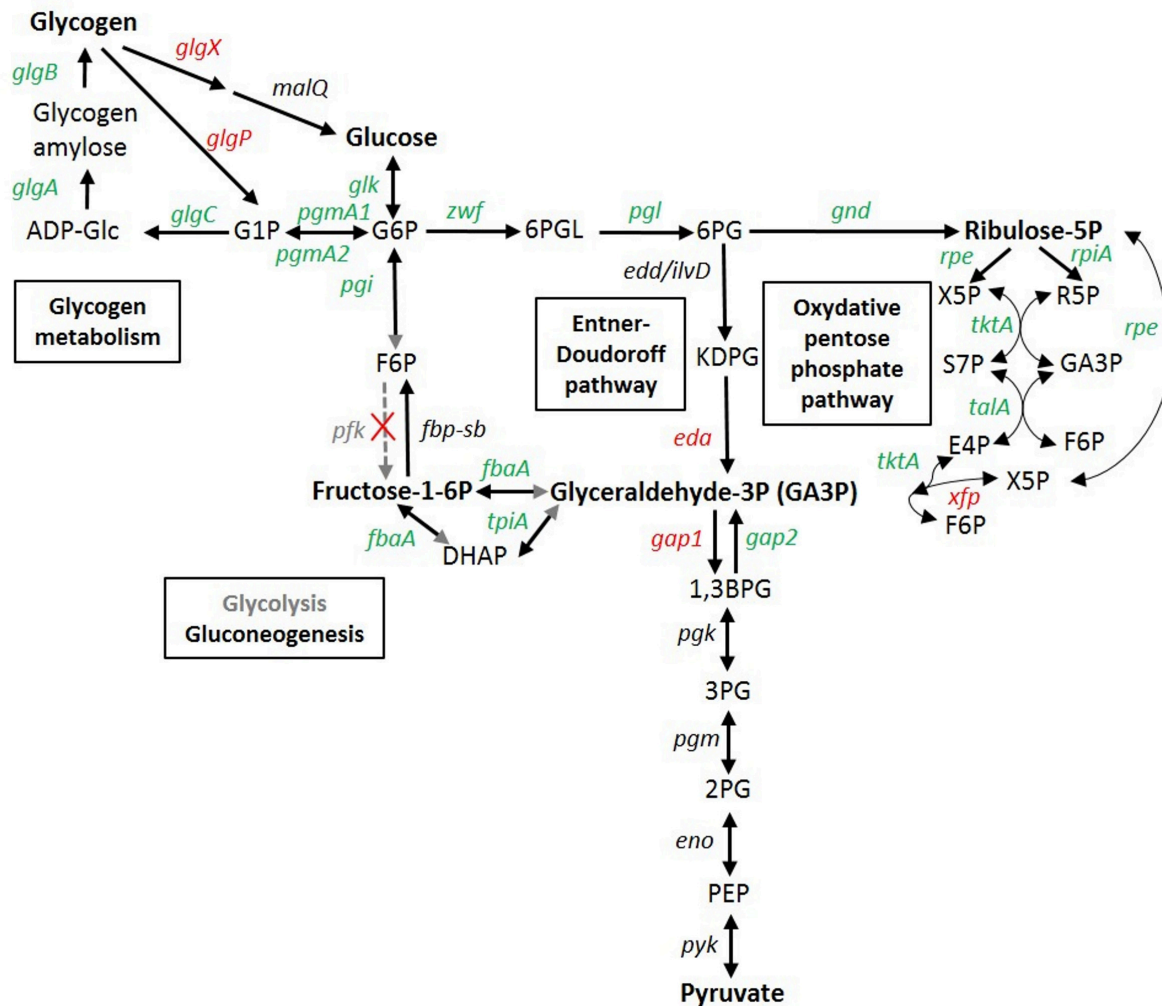 Glycogen
glgX
glgB
malQ
Glycogen
amylose
glgP
Glucose
glgA
glk
ADP-Glc
glgC
G1P
pgmA1
pgmA2
G6P
zwf
6PGL
pgl
6PG
gnd
Ribulose-5P
pgi
edd/ilvD
rpe
rpiA
X5P
R5P
Glycogen
metabolism
Entner-
Doudoroff
pathway
Oxydative
pentose
phosphate
pathway
tktA
rpe
F6P
KDPG
S7P
GA3P
talA
pfk
fbp-sb
eda
E4P
F6P
tktA
fbaA
X5P
xfp
Fructose-1-6P
Glyceraldehyde-3P (GA3P)
F6P
tpiA
fbaA
DHAP
gap1
gap2
1,3BPG
Glycolysis
Gluconeogenesis
pgk
3PG
pgm
2PG
eno
PEP
pyk
Pyruvate